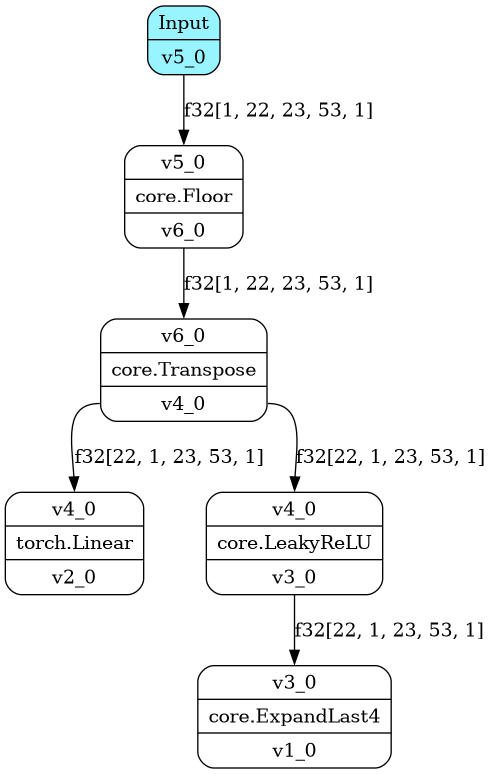 Input
v5_0
f32[1, 22, 23, 53, 1]
v5_0
core.Floor
v6_0
f32[1, 22, 23, 53, 1]
v6_0
core.Transpose
v4_0
f32[22, 1, 23, 53, 1]
f32[22, 1, 23, 53, 1]
v4_0
torch.Linear
v2_0
v4_0
core.LeakyReLU
v3_0
f32[22, 1, 23, 53, 1]
v3_0
core.ExpandLast4
v1_0